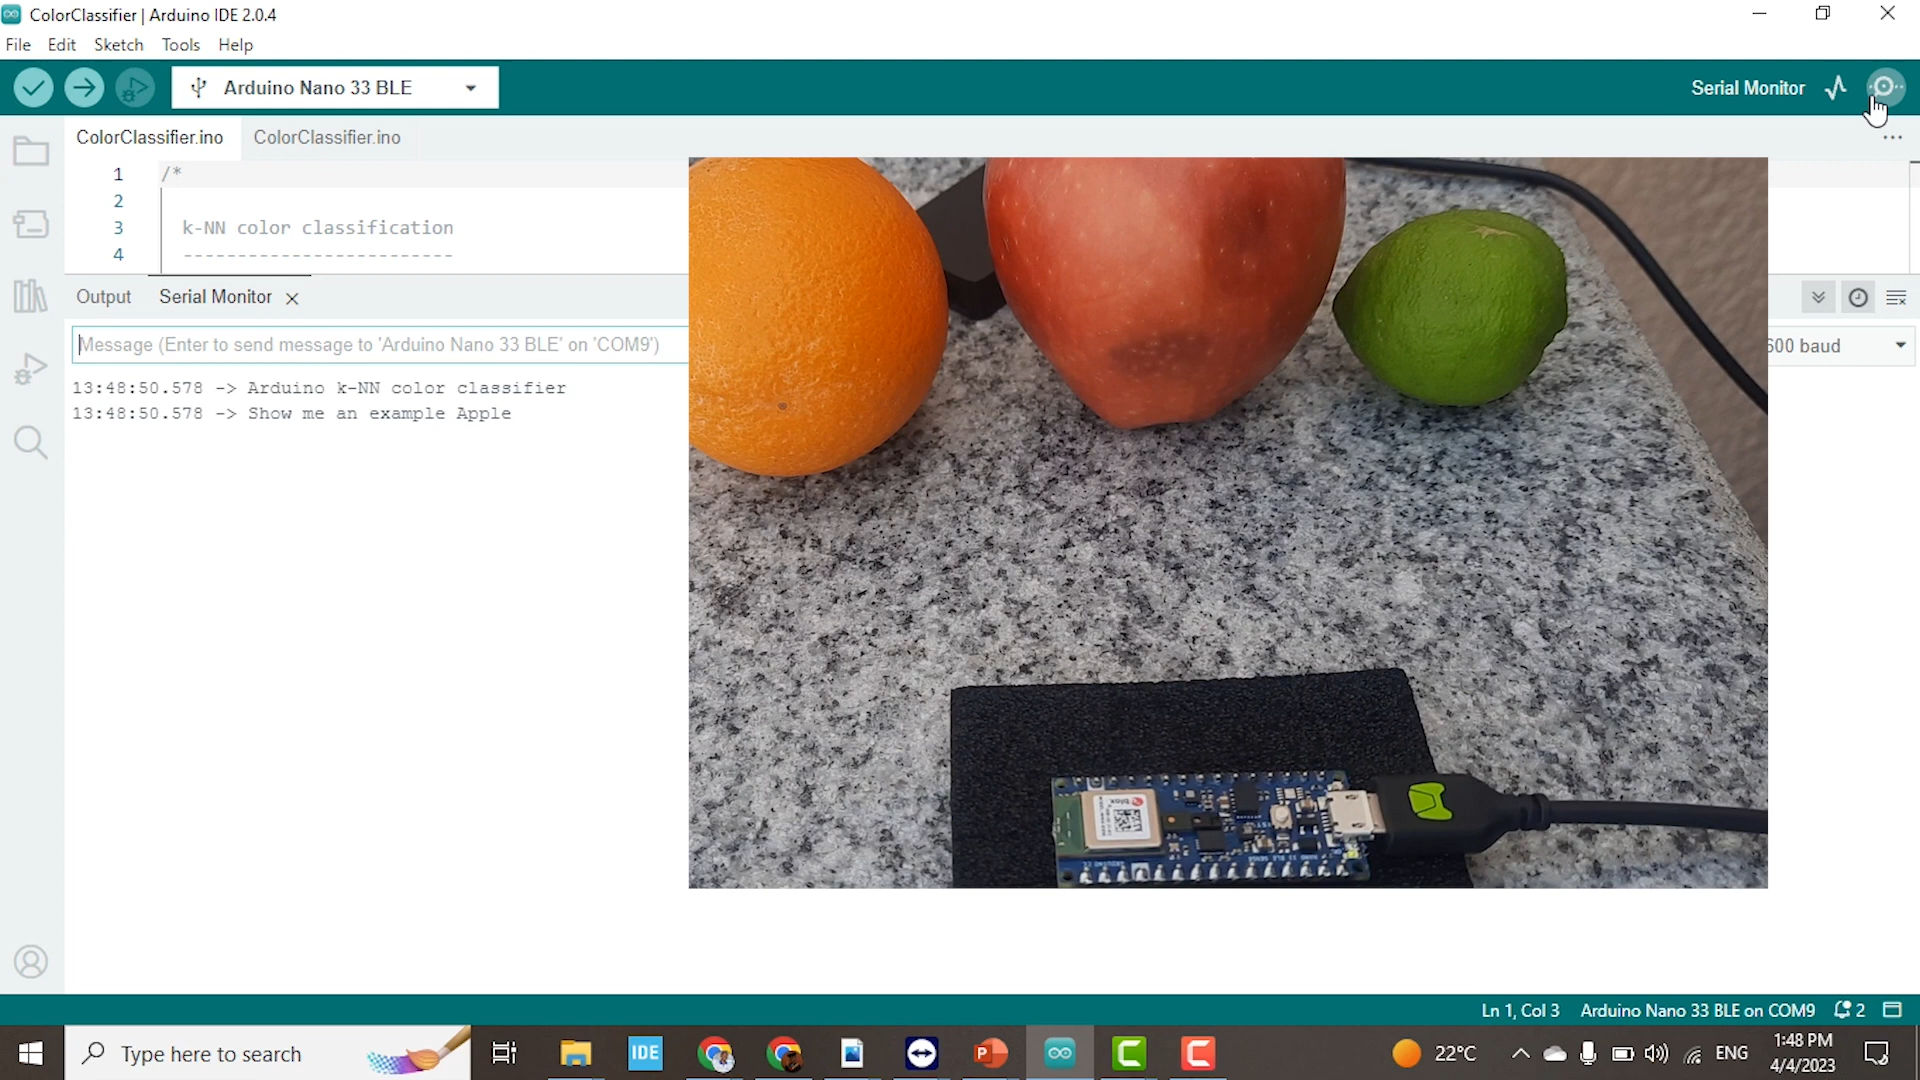 ColorClassifier | Arduino IDE 2.0.4
File Edit Sketch Tools Help
Arduino Nano 33 BLE
Serial Monitor
ColorClassifier.ino ColorClassifier.ino
1 /*
2
3 k-NN color classification
4 -------------------------
Output Serial Monitor
Message (Enter to send message to 'Arduino Nano 33 BLE' on 'COM9')
600 baud
13:48:50.578 -> Arduino k-NN color classifier
13:48:50.578 -> Show me an example Apple
Ln 1, Col 3 Arduino Nano 33 BLE on COM9 2
Type here to search
IDE
22°C
ENG
1:48 PM
4/4/2023